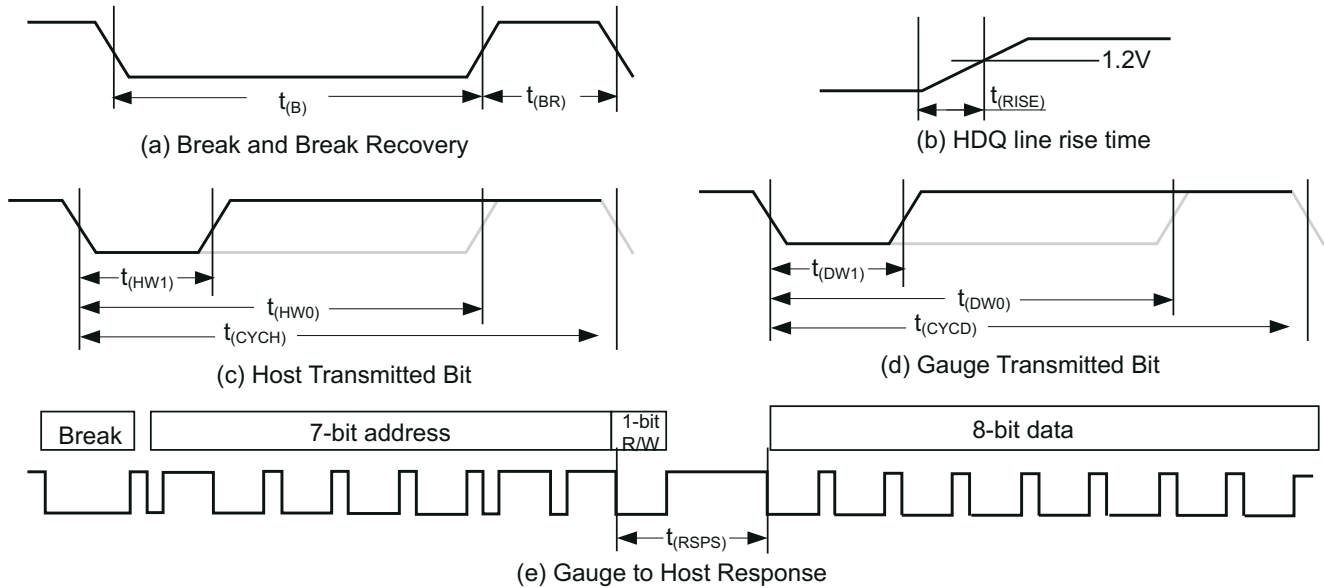 1.2V
t(B)
t(BR)
t(RISE)
(a) Break and Break Recovery
(b) HDQ line rise time
t(HW1)
t(HW0)
t(CYCH)
(c) Host Transmitted Bit
t(DW1)
t(DW0)
t(CYCD)
(d) Gauge Transmitted Bit
Break
7-bit address
1-bit
R/W
8-bit data
t(RSPS)
(e) Gauge to Host Response